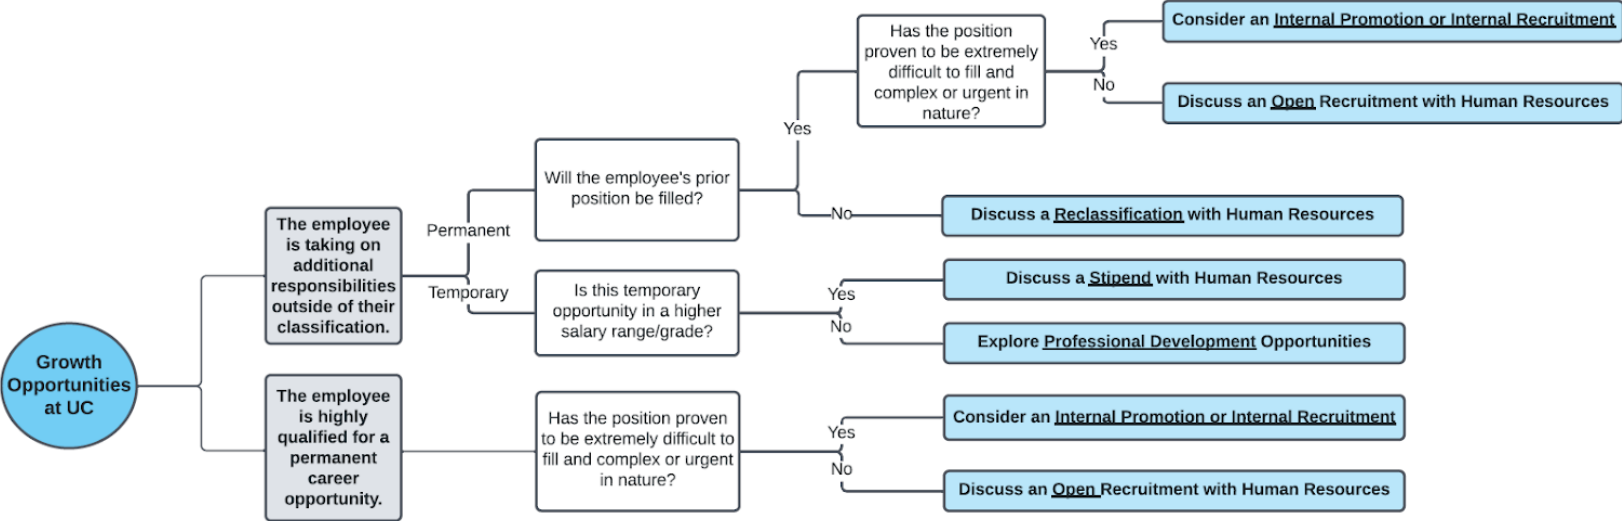 Growth
Opportunities
at UC
The employee
is taking on
additional
responsibilities
outside of their
classification.
Permanent
Temporary
Will the employee's prior
position be filled?
Yes
No
Has the position
proven to be extremely
difficult to fill and
complex or urgent in
nature?
Yes
No
Consider an Internal Promotion or Internal Recruitment
Discuss an Open Recruitment with Human Resources
Discuss a Reclassification with Human Resources
Is this temporary
opportunity in a higher
salary range/grade?
Yes
No
Discuss a Stipend with Human Resources
Explore Professional Development Opportunities
The employee
is highly
qualified for a
permanent
career
opportunity.
Has the position proven
to be extremely difficult to
fill and complex or urgent
in nature?
Yes
No
Consider an Internal Promotion or Internal Recruitment
Discuss an Open Recruitment with Human Resources